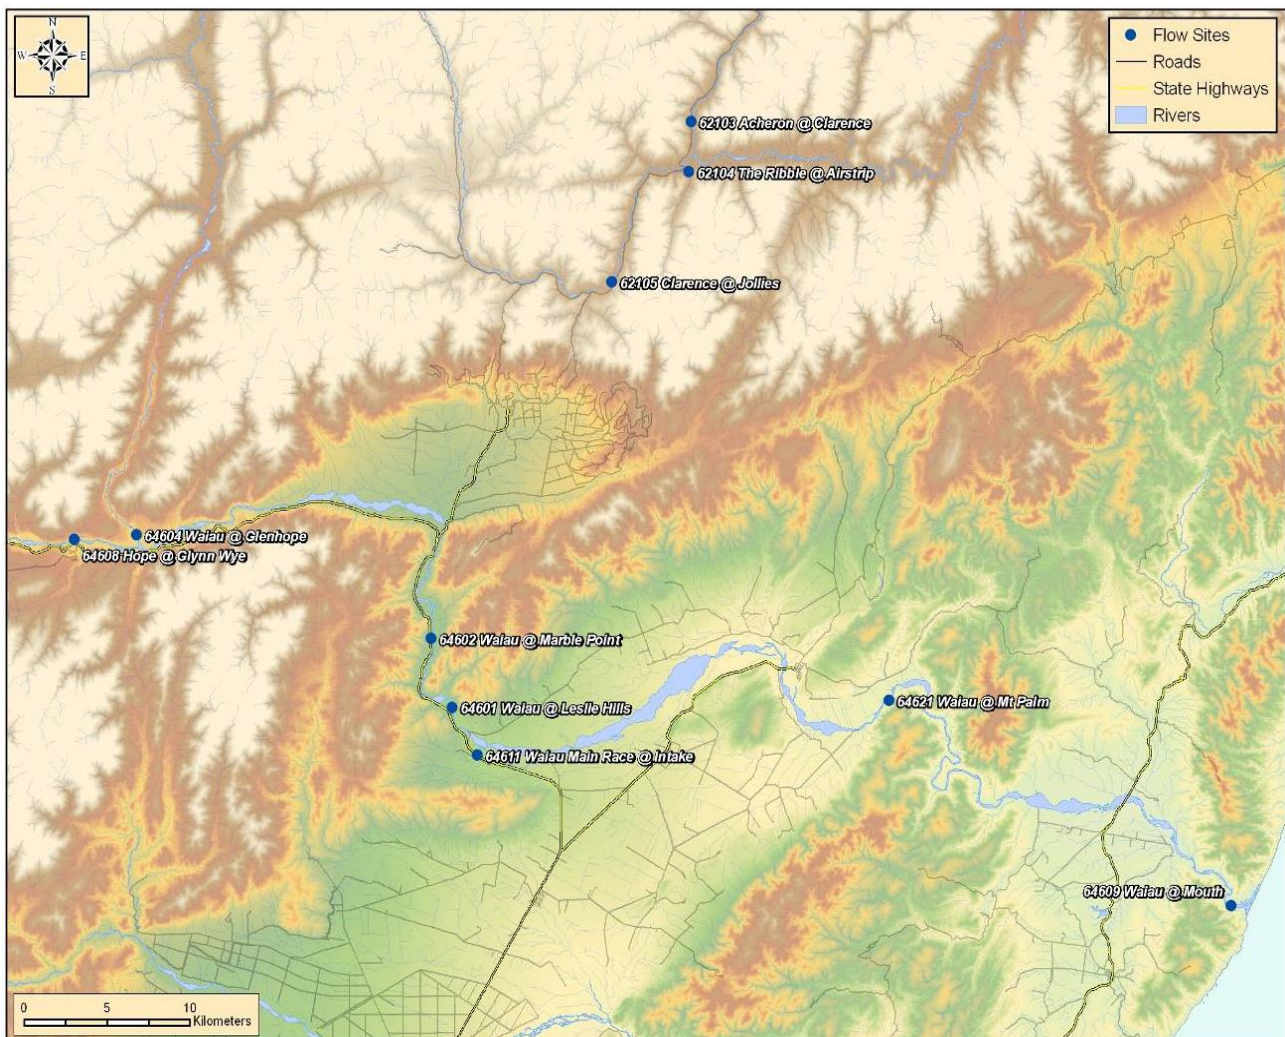 N
W E
S
Flow Sites
Roads
State Highways
Rivers
62103 Acheron @ Clarence
62104 The Ribble @ Airstrip
62105 Clarence @ Jollies
64604 Waiau @ Glenhope
64608 Hope @ Glynn Wye
64602 Waiau @ Marble Point
64601 Waiau @ Leslie Hills
64621 Waiau @ Mt Palm
64611 Waiau Main Race @ Intake
64609 Waiau @ Mouth
0 5 10
Kilometers